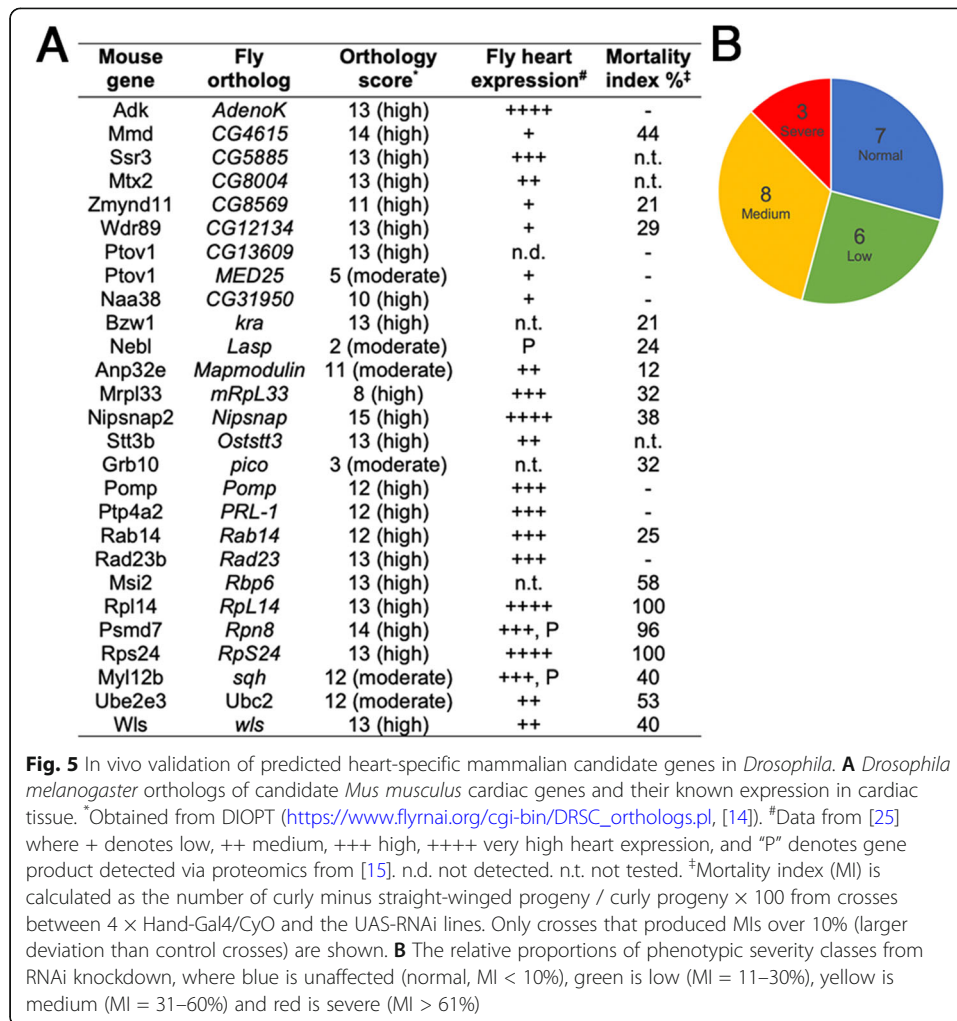 A
Mouse gene Fly ortholog Orthology score* Fly heart expression# Mortality index %‡
Adk AdenoK 13 (high) ++++ -
Mmd CG4615 14 (high) + 44
Ssr3 CG5885 13 (high) +++ n.t.
Mtx2 CG8004 13 (high) ++ n.t.
Zmynd11 CG8569 11 (high) + 21
Wdr89 CG12134 13 (high) + 29
Ptov1 CG13609 13 (high) n.d. -
Ptov1 MED25 5 (moderate) + -
Naa38 CG31950 10 (high) + -
Bzw1 kra 13 (high) n.t. 21
Nebl Lasp 2 (moderate) P 24
Anp32e Mapmodulin 11 (moderate) ++ 12
Mrpl33 mRpL33 8 (high) +++ 32
Nipsnap2 Nipsnap 15 (high) ++++ 38
Stt3b Oststt3 13 (high) ++ n.t.
Grb10 pico 3 (moderate) n.t. 32
Pomp Pomp 12 (high) +++ -
Ptp4a2 PRL-1 12 (high) +++ -
Rab14 Rab14 12 (high) +++ 25
Rad23b Rad23 13 (high) +++ -
Msi2 Rbp6 13 (high) n.t. 58
Rpl14 RpL14 13 (high) ++++ 100
Psmd7 Rpn8 14 (high) +++, P 96
Rps24 RpS24 13 (high) ++++ 100
Myl12b sqh 12 (moderate) +++, P 40
Ube2e3 Ubc2 12 (moderate) ++ 53
Wls wls 13 (high) ++ 40
B
3
Severe
7
Normal
8
Medium
6
Low
Fig. 5 In vivo validation of predicted heart-specific mammalian candidate genes in Drosophila. A Drosophila
melanogaster orthologs of candidate Mus musculus cardiac genes and their known expression in cardiac
tissue. *Obtained from DIOPT (https://www.flyrnai.org/cgi-bin/DRSC_orthologs.pl, [14]). #Data from [25]
where + denotes low, ++ medium, +++ high, ++++ very high heart expression, and “P” denotes gene
product detected via proteomics from [15]. n.d. not detected. n.t. not tested. ‡Mortality index (MI) is
calculated as the number of curly minus straight-winged progeny / curly progeny × 100 from crosses
between 4 × Hand-Gal4/CyO and the UAS-RNAi lines. Only crosses that produced MIs over 10% (larger
deviation than control crosses) are shown. B The relative proportions of phenotypic severity classes from
RNAi knockdown, where blue is unaffected (normal, MI < 10%), green is low (MI = 11–30%), yellow is
medium (MI = 31–60%) and red is severe (MI > 61%)